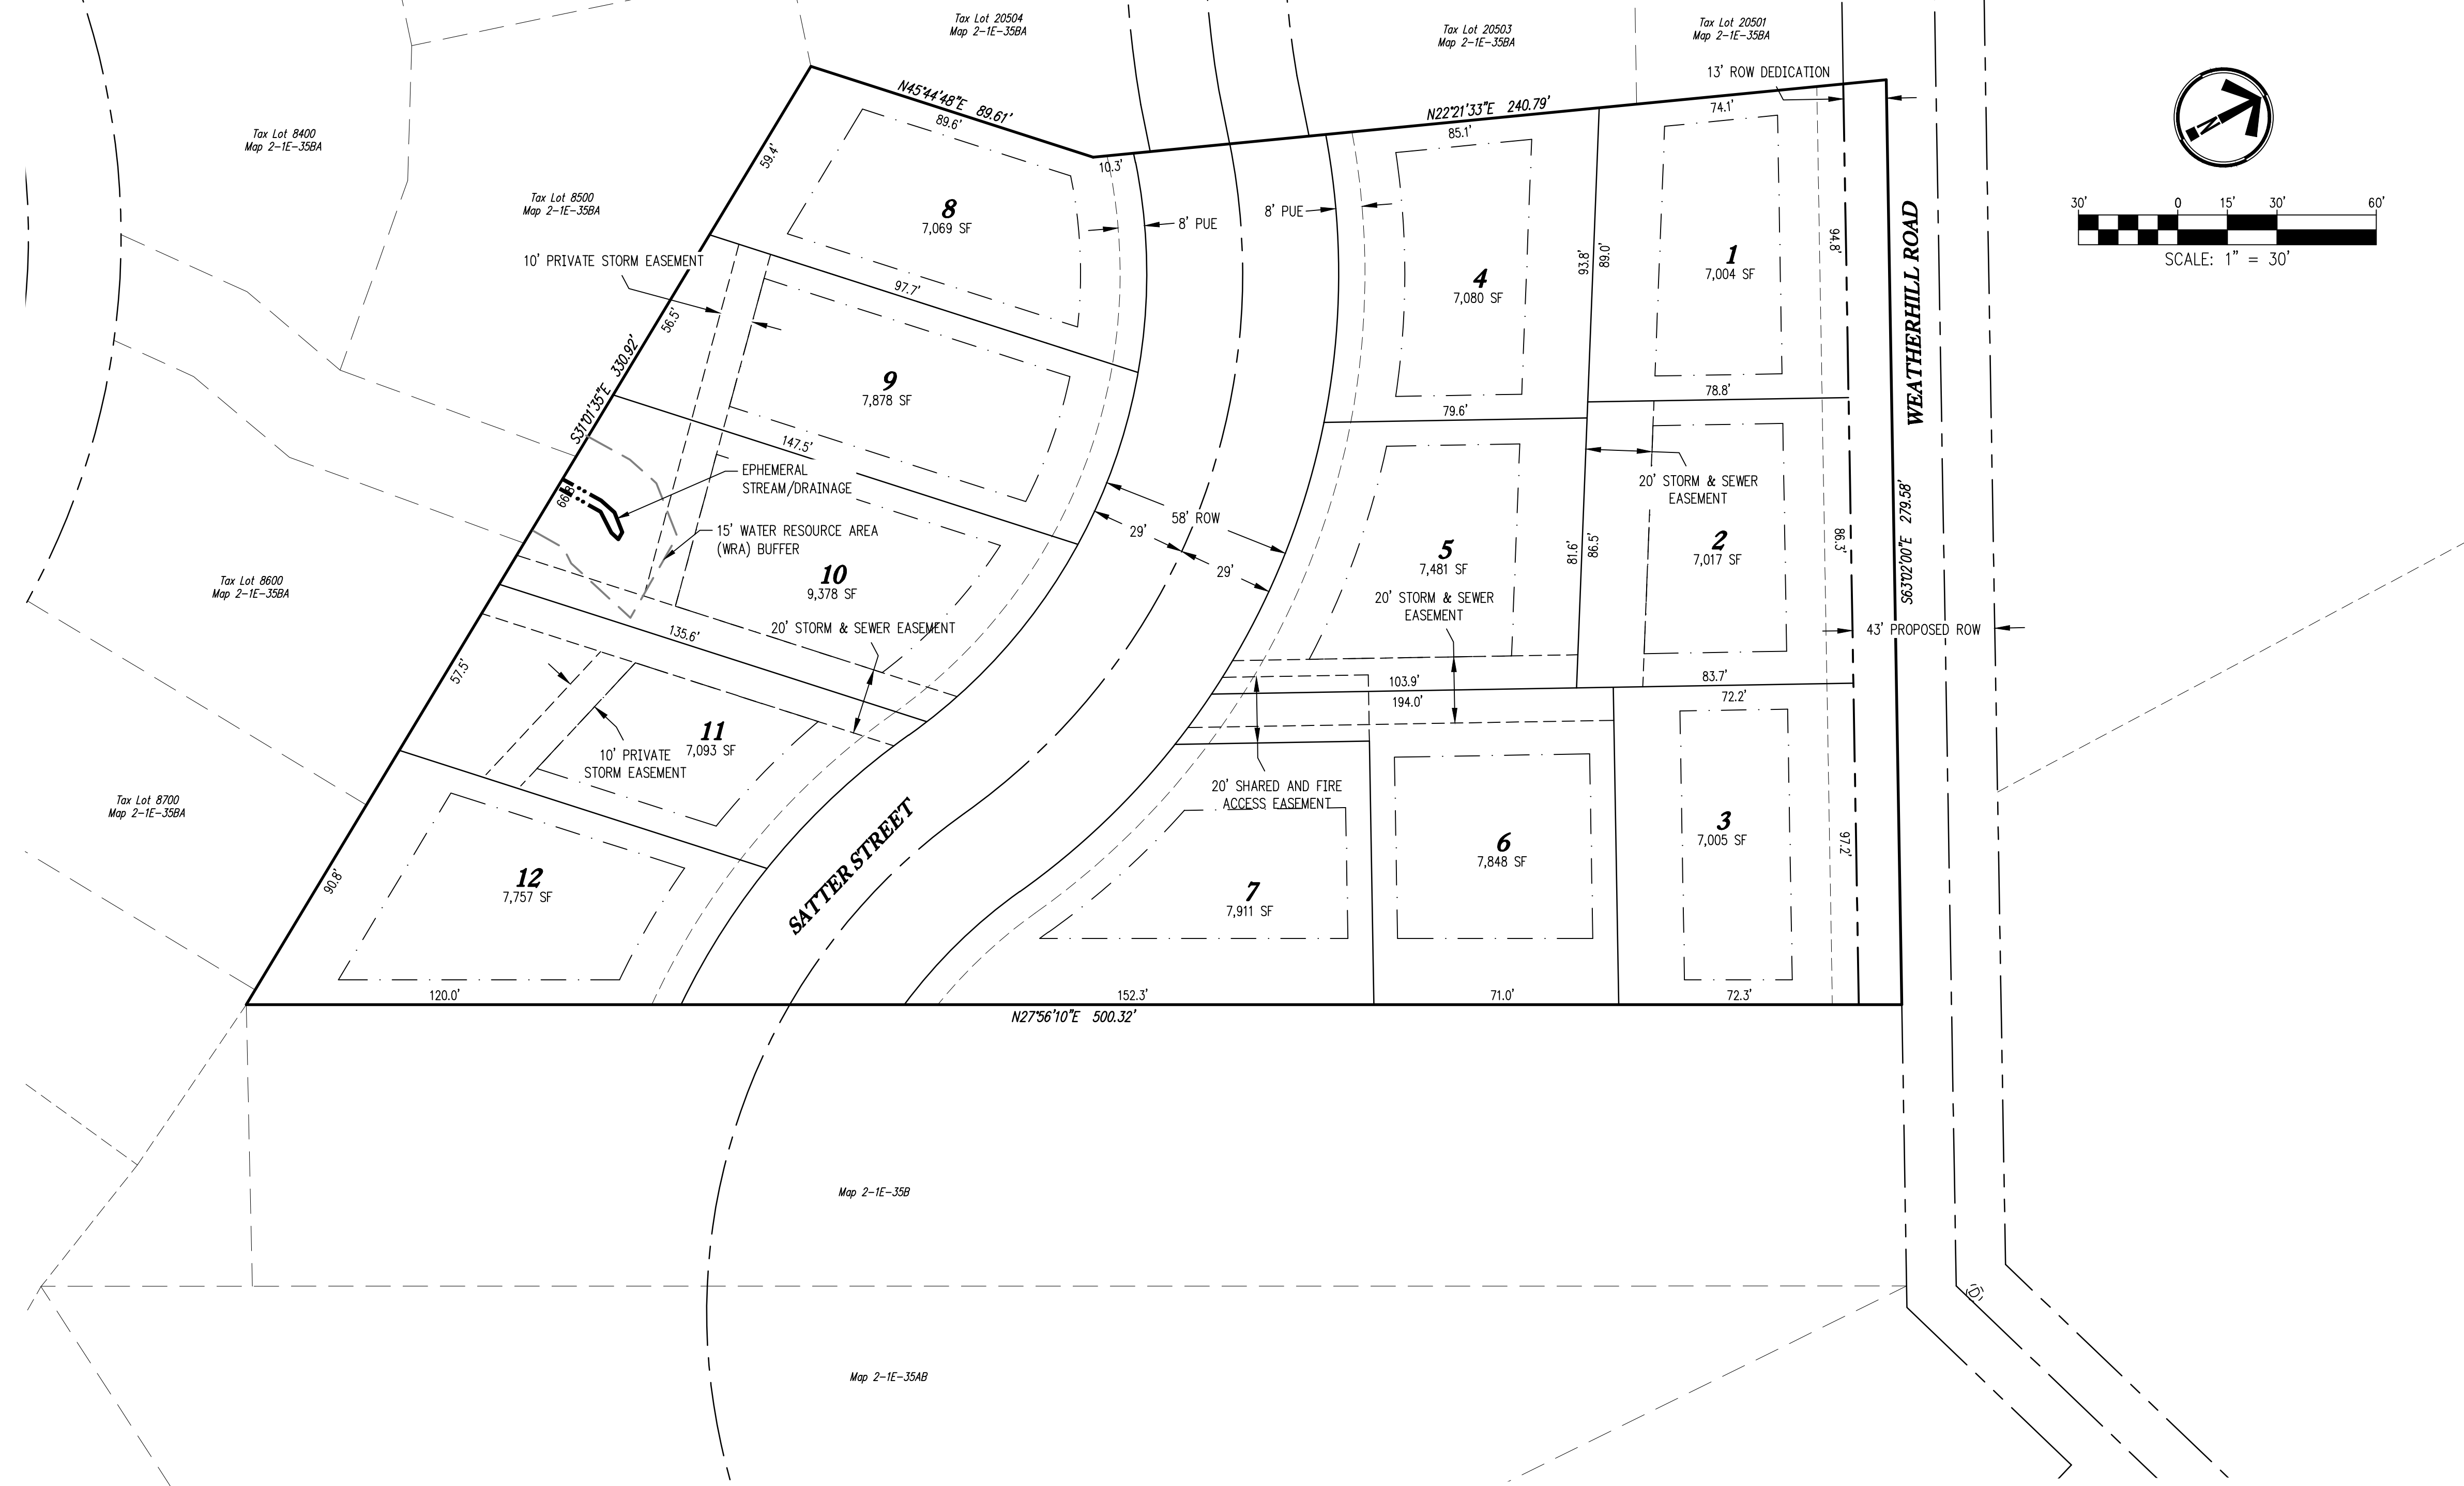 Tax Lot 20504
Map 2-1E-35BA
Tax Lot 20503
Map 2-1E-35BA
Tax Lot 20501
Map 2-1E-35BA
13' ROW DEDICATION
N45°44'48"E 89.61'
89.6'
N22°21'33"E 240.79'
85.1'
74.1'
10.3'
Tax Lot 8400
Map 2-1E-35BA
Tax Lot 8500
Map 2-1E-35BA
59.4'
8
7,069 SF
8' PUE
8' PUE
4
7,080 SF
93.8'
89.0'
1
7,004 SF
94.8'
WEATHERHILL ROAD
N
30'
0
15'
30'
60'
SCALE: 1" = 30'
10' PRIVATE STORM EASEMENT
97.7'
56.5'
S31°01'35"E 330.92'
9
7,878 SF
79.6'
78.8'
147.5'
EPHEMERAL
STREAM/DRAINAGE
66.8'
15' WATER RESOURCE AREA
(WRA) BUFFER
58' ROW
29'
29'
20' STORM & SEWER
EASEMENT
5
7,481 SF
81.6'
86.5'
2
7,017 SF
86.3'
S63°02'00"E 279.58'
Tax Lot 8600
Map 2-1E-35BA
10
9,378 SF
20' STORM & SEWER
EASEMENT
20' STORM & SEWER EASEMENT
135.6'
43' PROPOSED ROW
57.5'
103.9'
194.0'
83.7'
72.2'
11
7,093 SF
10' PRIVATE
STORM EASEMENT
20' SHARED AND FIRE
ACCESS EASEMENT
Tax Lot 8700
Map 2-1E-35BA
SATTER STREET
6
7,848 SF
3
7,005 SF
97.2'
90.8'
12
7,757 SF
7
7,911 SF
120.0'
152.3'
71.0'
72.3'
N27°56'10"E 500.32'
Map 2-1E-35B
Map 2-1E-35AB